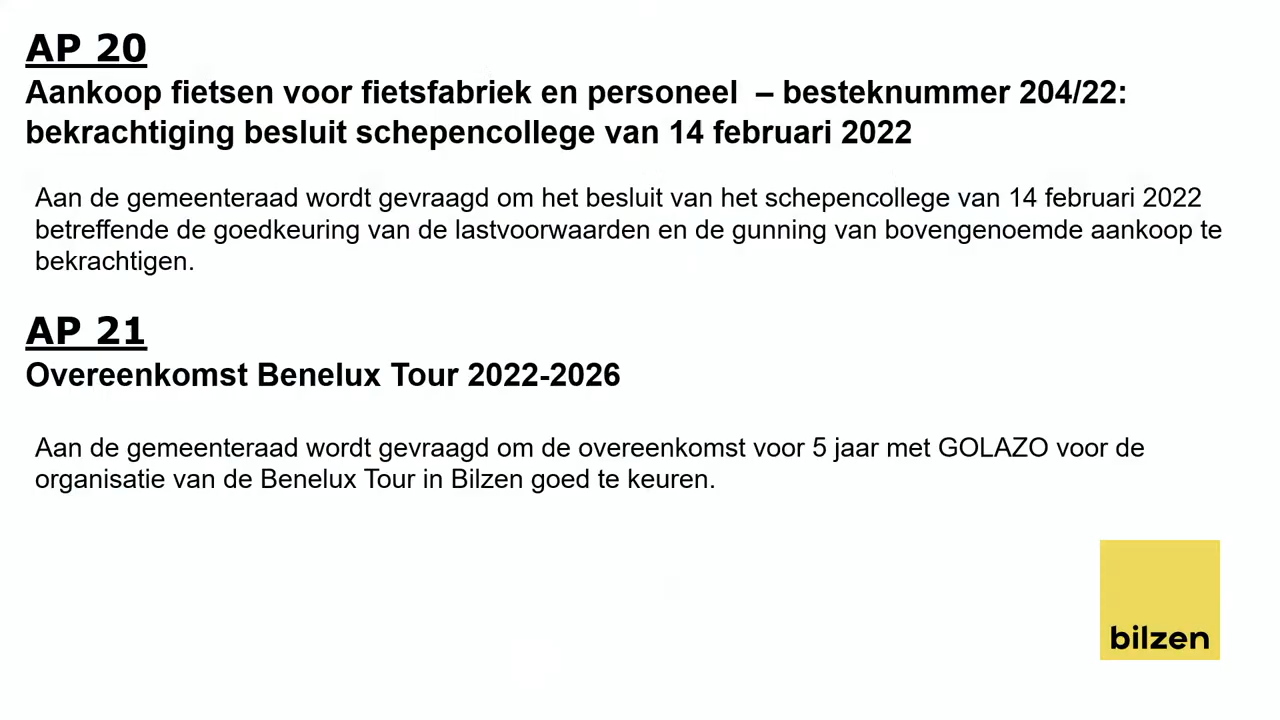 AP 20
Aankoop fietsen voor fietsfabriek en personeel – besteknummer 204/22:
bekrachtiging besluit schepencollege van 14 februari 2022
Aan de gemeenteraad wordt gevraagd om het besluit van het schepencollege van 14 februari 2022
betreffende de goedkeuring van de lastvoorwaarden en de gunning van bovengenoemde aankoop te
bekrachtigen.
AP 21
Overeenkomst Benelux Tour 2022-2026
Aan de gemeenteraad wordt gevraagd om de overeenkomst voor 5 jaar met GOLAZO voor de
organisatie van de Benelux Tour in Bilzen goed te keuren.
bilzen